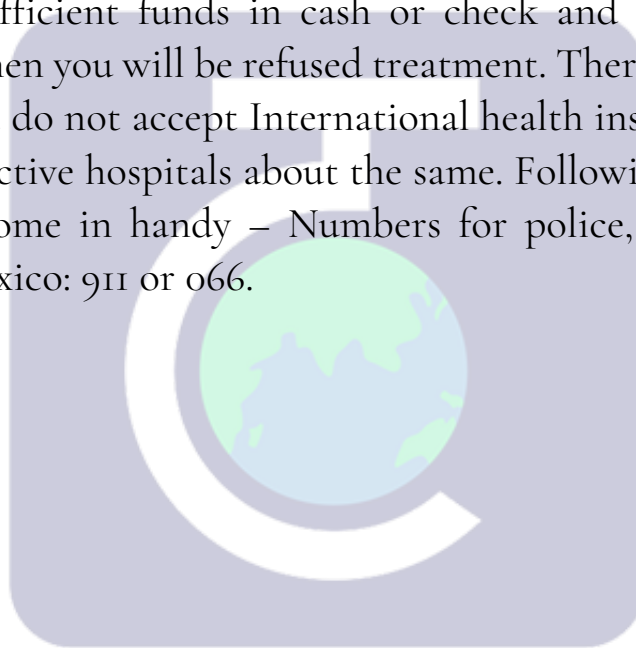 fficient funds in cash or check and
hen you will be refused treatment. Ther
do not accept International health ins
ctive hospitals about the same. Followi
ome in handy – Numbers for police,
xico: 911 or 066.